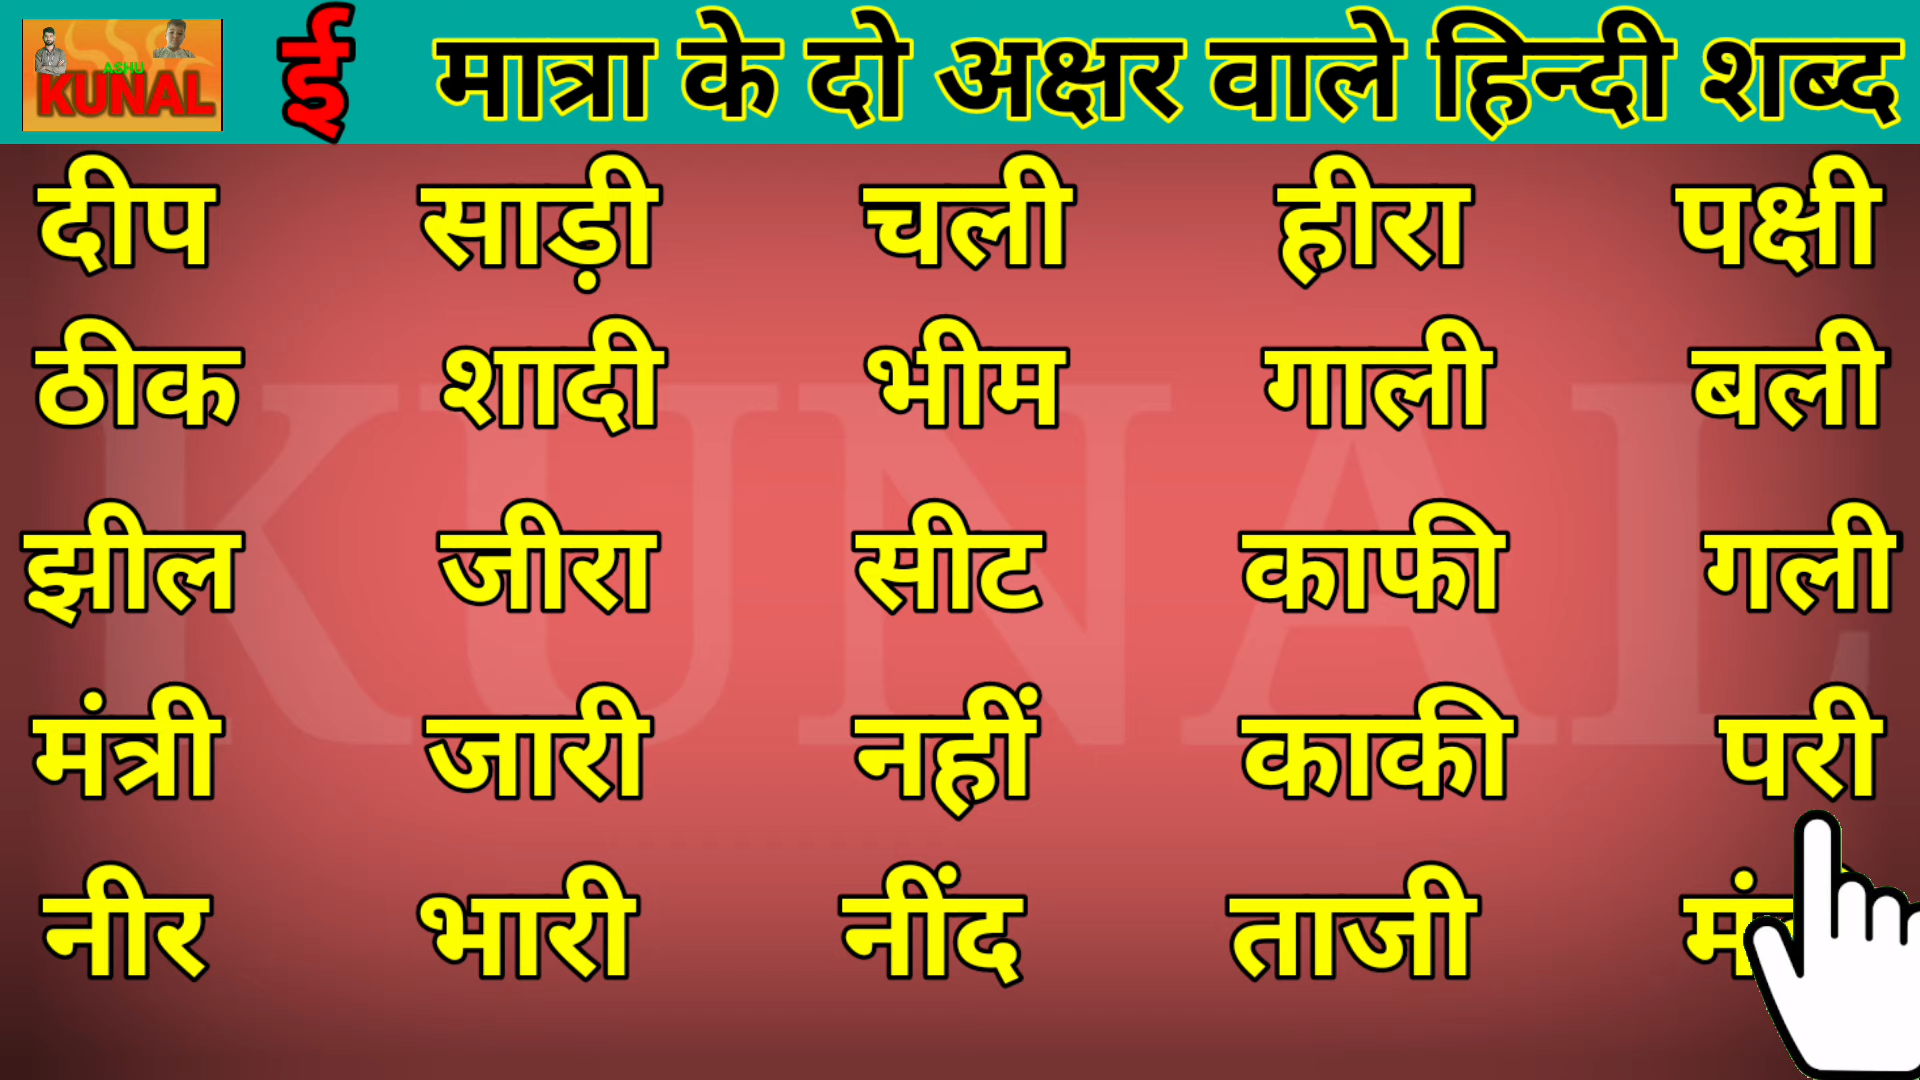 ASHU
KUNAL
ई मात्रा के दो अक्षर वाले हिन्दी शब्द
दीप साड़ी चली हीरा पक्षी
ठीक शादी भीम गाली बली
झील जीरा सीट काफी गली
मंत्री जारी नहीं काकी परी
नीर भारी नींद ताजी
KUNAL